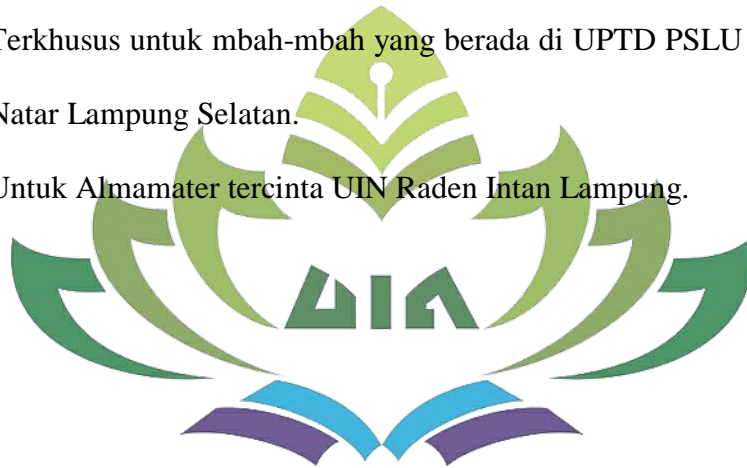 Terkhusus untuk mbah-mbah yang berada di UPTD PSLU
Natar Lampung Selatan.
Untuk Almamater tercinta UIN Raden Intan Lampung.
UIN